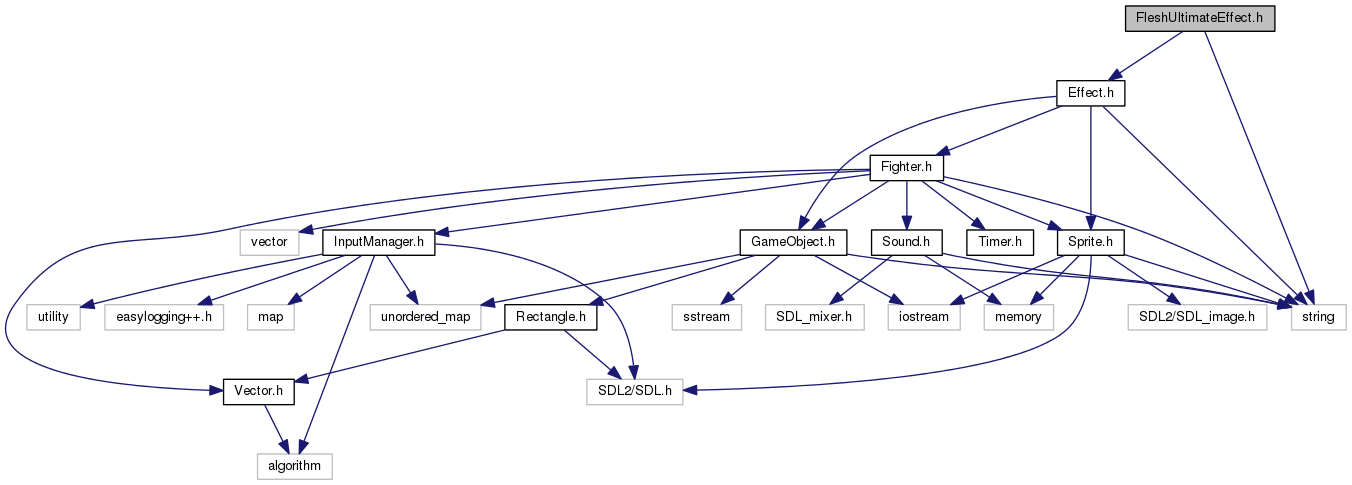 FleshUltimateEffect.h
Effect.h
Fighter.h
vector
InputManager.h
GameObject.h
Sound.h
Timer.h
Sprite.h
utility
easylogging++.h
map
unordered_map
Rectangle.h
sstream
SDL_mixer.h
iostream
memory
SDL2/SDL_image.h
string
Vector.h
SDL2/SDL.h
algorithm